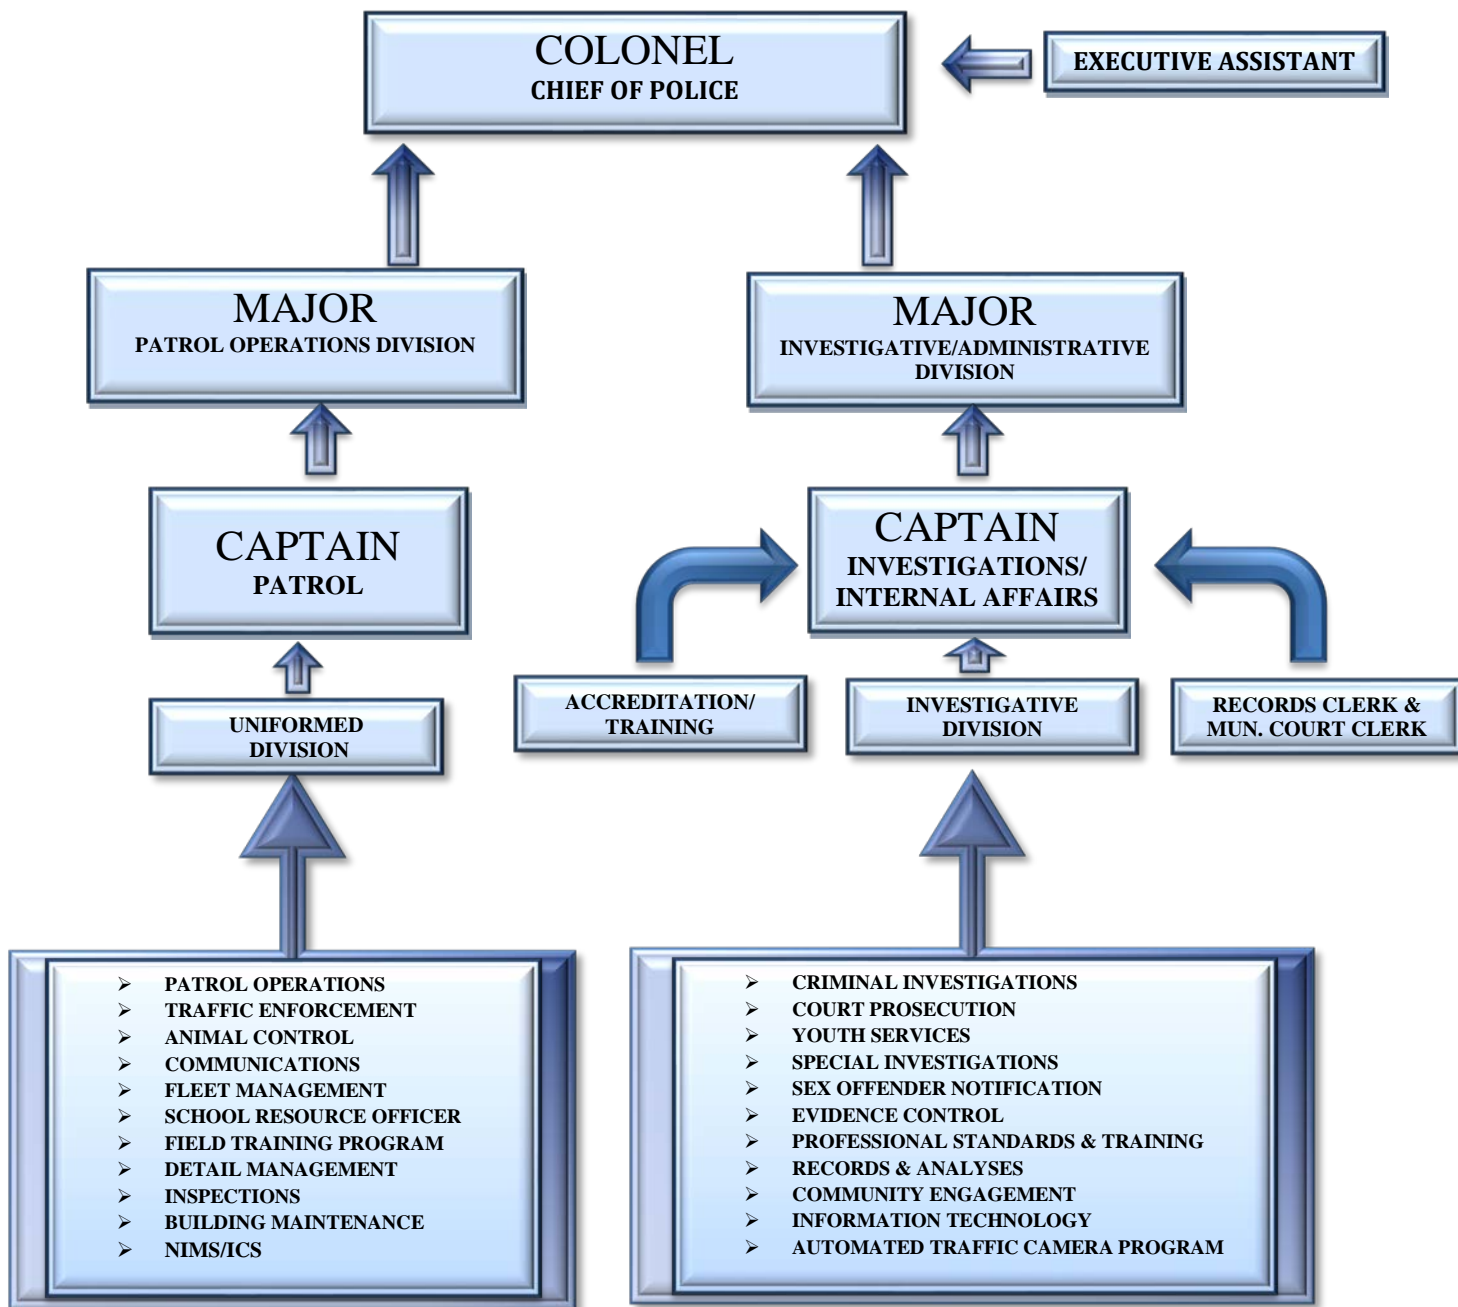 COLONEL
CHIEF OF POLICE
EXECUTIVE ASSISTANT
MAJOR
PATROL OPERATIONS DIVISION
MAJOR
INVESTIGATIVE/ADMINISTRATIVE
DIVISION
CAPTAIN
PATROL
CAPTAIN
INVESTIGATIONS/
INTERNAL AFFAIRS
UNIFORMED
DIVISION
ACCREDITATION/
TRAINING
INVESTIGATIVE
DIVISION
RECORDS CLERK &
MUN. COURT CLERK
➢ PATROL OPERATIONS
➢ TRAFFIC ENFORCEMENT
➢ ANIMAL CONTROL
➢ COMMUNICATIONS
➢ FLEET MANAGEMENT
➢ SCHOOL RESOURCE OFFICER
➢ FIELD TRAINING PROGRAM
➢ DETAIL MANAGEMENT
➢ INSPECTIONS
➢ BUILDING MAINTENANCE
➢ NIMS/ICS
➢ CRIMINAL INVESTIGATIONS
➢ COURT PROSECUTION
➢ YOUTH SERVICES
➢ SPECIAL INVESTIGATIONS
➢ SEX OFFENDER NOTIFICATION
➢ EVIDENCE CONTROL
➢ PROFESSIONAL STANDARDS & TRAINING
➢ RECORDS & ANALYSES
➢ COMMUNITY ENGAGEMENT
➢ INFORMATION TECHNOLOGY
➢ AUTOMATED TRAFFIC CAMERA PROGRAM